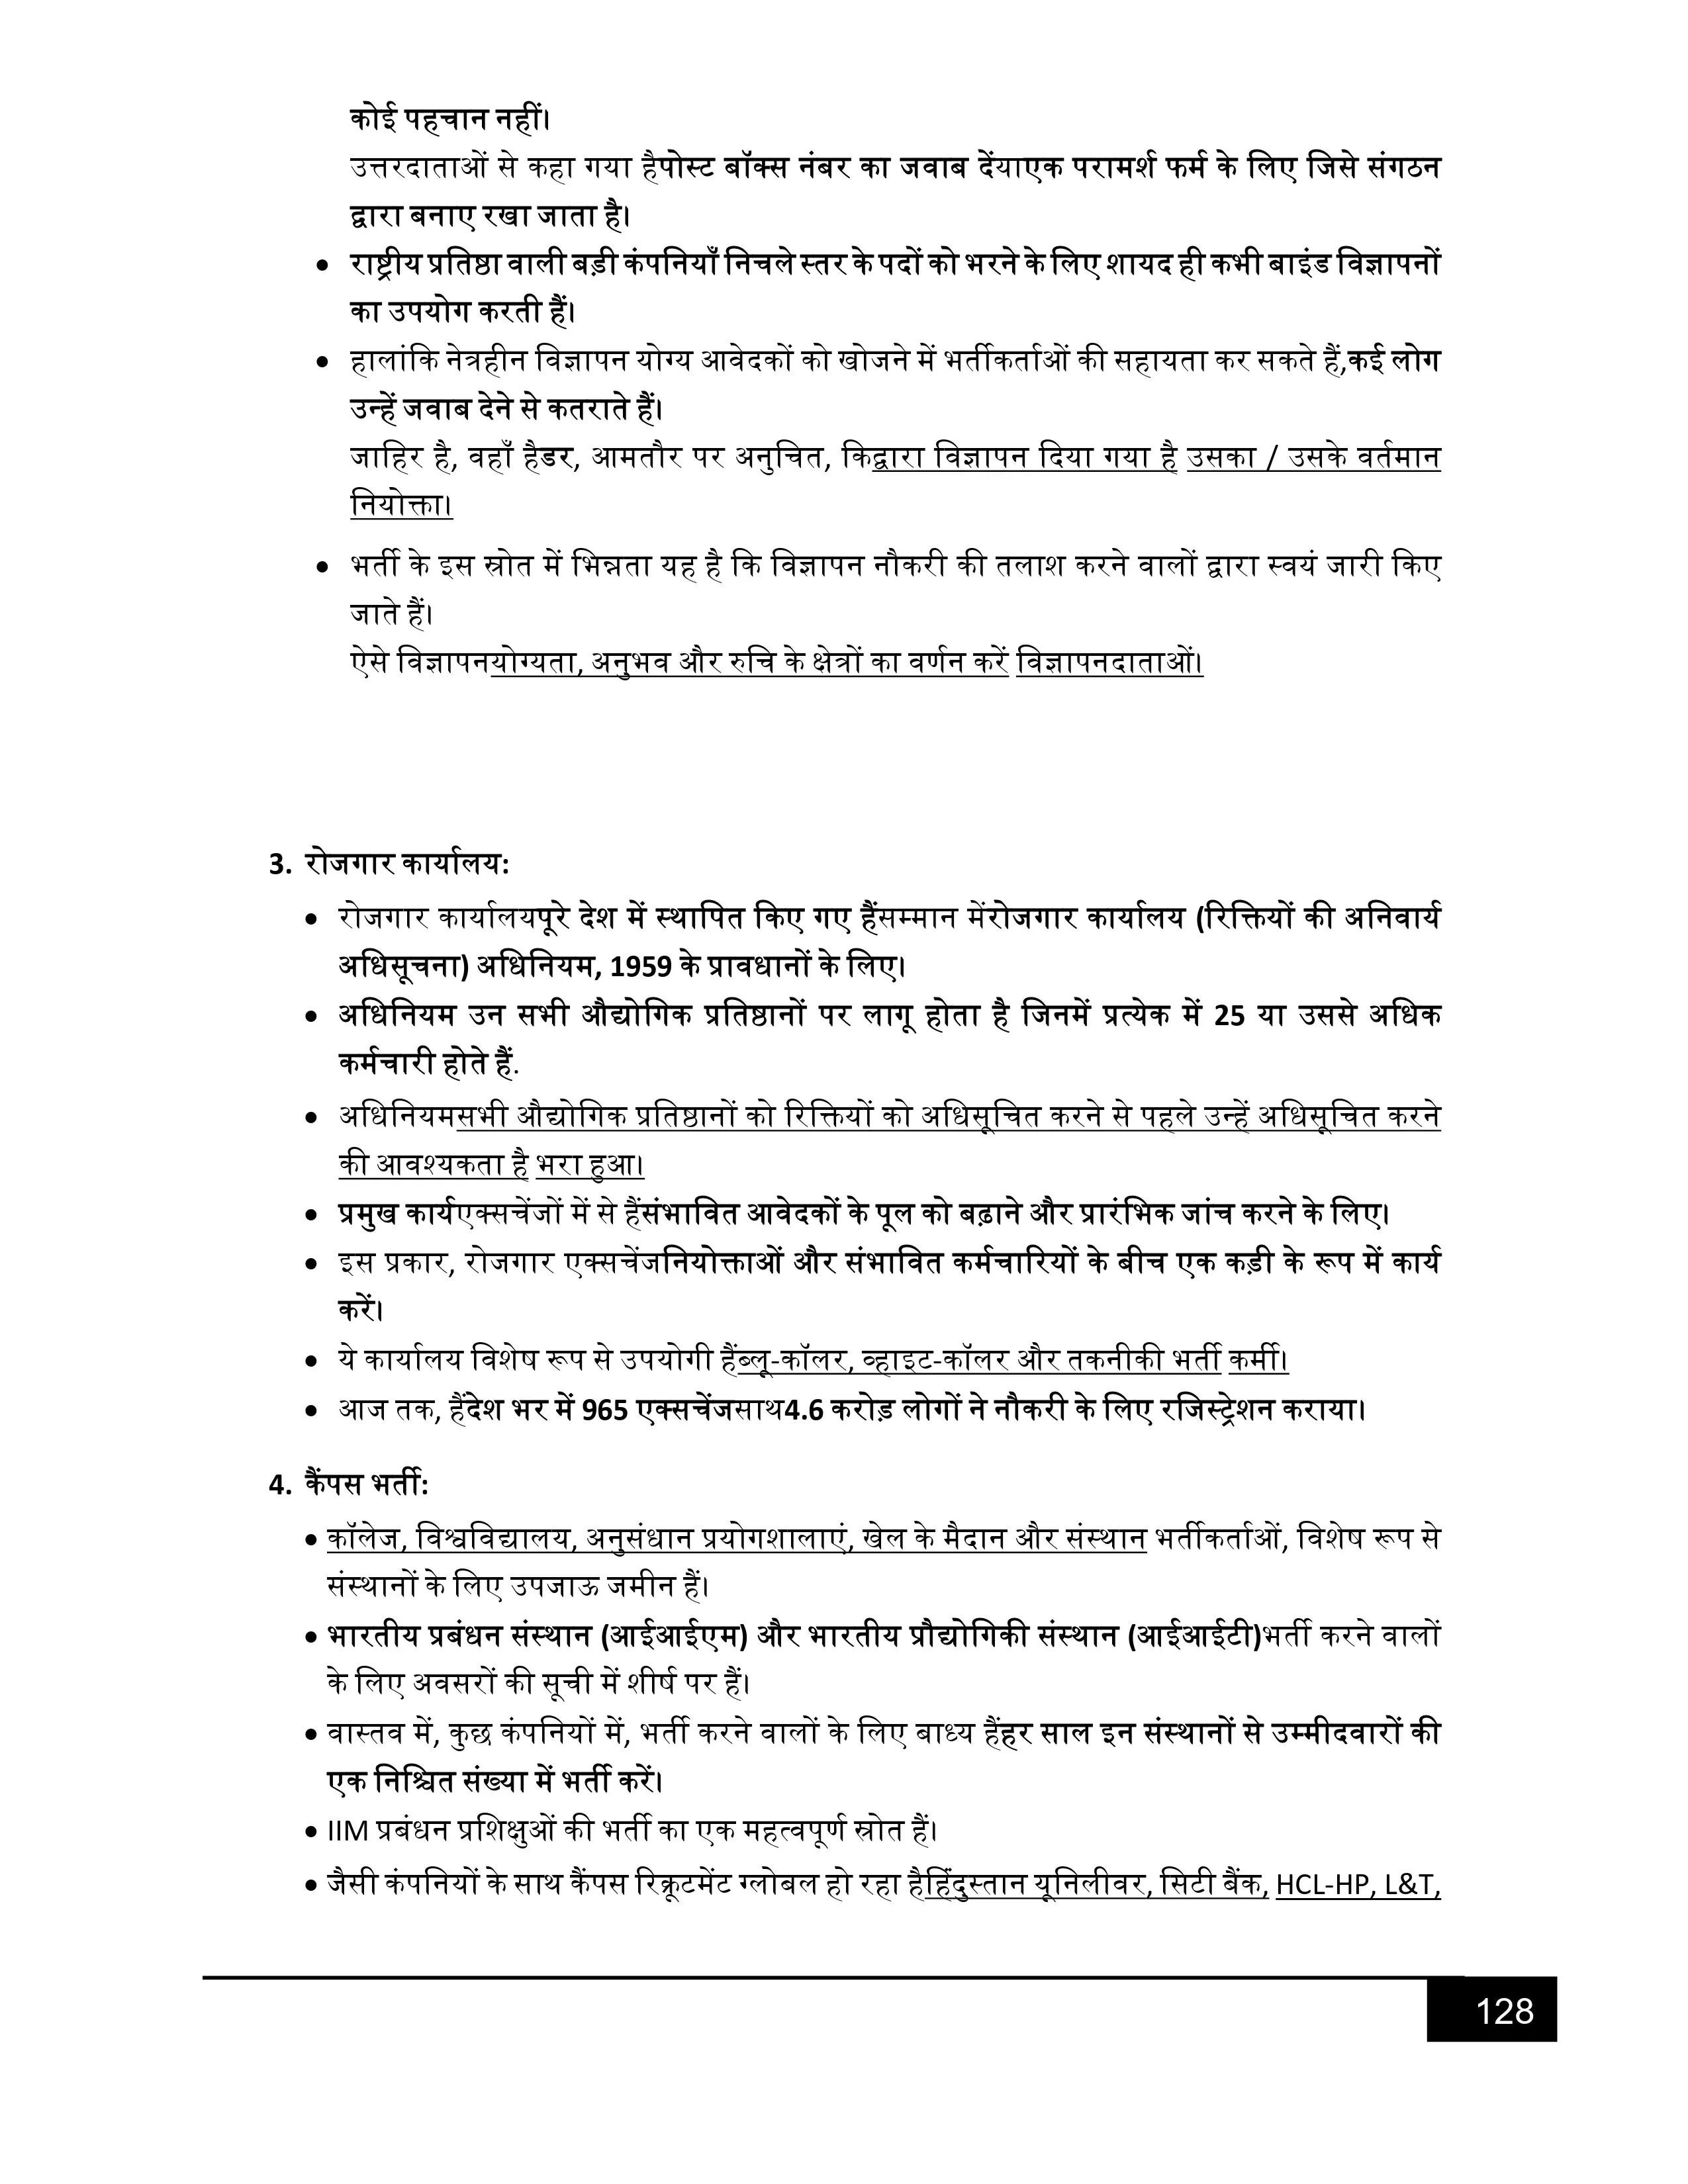 कोई पहचान नहीं।
उत्तरदाताओं से कहा गया हैपोस्ट बॉक्स नंबर का जवाब देंयाएक परामर्श फर्म के लिए जिसे संगठन
द्वारा बनाए रखा जाता है।
• राष्ट्रीय प्रतिष्ठा वाली बड़ी कंपनियाँ निचले स्तर के पदों को भरने के लिए शायद ही कभी बाइंड विज्ञापनों
का उपयोग करती हैं।
• हालांकि नेत्रहीन विज्ञापन योग्य आवेदकों को खोजने में भर्तीकर्ताओं की सहायता कर सकते हैं,कई लोग
उन्हें जवाब देने से कतराते हैं।
जाहिर है, वहाँ हैडर, आमतौर पर अनुचित, किद्वारा विज्ञापन दिया गया है उसका / उसके वर्तमान
नियोक्ता।
• भर्ती के इस स्रोत में भिन्नता यह है कि विज्ञापन नौकरी की तलाश करने वालों द्वारा स्वयं जारी किए
जाते हैं।
ऐसे विज्ञापनयोग्यता, अनुभव और रुचि के क्षेत्रों का वर्णन करें विज्ञापनदाताओं।
3. रोजगार कार्यालय:
• रोजगार कार्यालयपूरे देश में स्थापित किए गए हैंसम्मान मेंरोजगार कार्यालय (रिक्तियों की अनिवार्य
अधिसूचना) अधिनियम, 1959 के प्रावधानों के लिए।
• अधिनियम उन सभी औद्योगिक प्रतिष्ठानों पर लागू होता है जिनमें प्रत्येक में 25 या उससे अधिक
कर्मचारी होते हैं.
• अधिनियमसभी औद्योगिक प्रतिष्ठानों को रिक्तियों को अधिसूचित करने से पहले उन्हें अधिसूचित करने
की आवश्यकता है भरा हुआ।
• प्रमुख कार्यएक्सचेंजों में से हैंसंभावित आवेदकों के पूल को बढ़ाने और प्रारंभिक जांच करने के लिए।
• इस प्रकार, रोजगार एक्सचेंजनियोक्ताओं और संभावित कर्मचारियों के बीच एक कड़ी के रूप में कार्य
करें।
• ये कार्यालय विशेष रूप से उपयोगी हैंब्लू-कॉलर, व्हाइट-कॉलर और तकनीकी भर्ती कर्मी।
• आज तक, हैंदेश भर में 965 एक्सचेंजसाथ4.6 करोड़ लोगों ने नौकरी के लिए रजिस्ट्रेशन कराया।
4. कैंपस भर्ती:
• कॉलेज, विश्वविद्यालय, अनुसंधान प्रयोगशालाएं, खेल के मैदान और संस्थान भर्तीकर्ताओं, विशेष रूप से
संस्थानों के लिए उपजाऊ जमीन हैं।
• भारतीय प्रबंधन संस्थान (आईआईएम) और भारतीय प्रौद्योगिकी संस्थान (आईआईटी)भर्ती करने वालों
के लिए अवसरों की सूची में शीर्ष पर हैं।
• वास्तव में, कुछ कंपनियों में, भर्ती करने वालों के लिए बाध्य हैंहर साल इन संस्थानों से उम्मीदवारों की
एक निश्चित संख्या में भर्ती करें।
• IIM प्रबंधन प्रशिक्षुओं की भर्ती का एक महत्वपूर्ण स्रोत हैं।
• जैसी कंपनियों के साथ कैंपस रिक्रूटमेंट ग्लोबल हो रहा हैहिंदुस्तान यूनिलीवर, सिटी बैंक, HCL-HP, L&T,
128